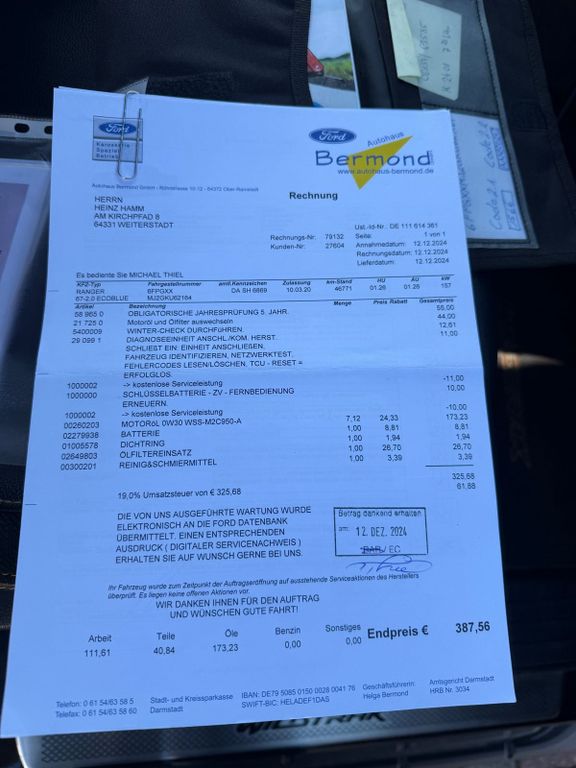 Ford
Karosserie
Spezial
Betrieb
Ford
Autohaus
Bermond
GmbH
www.autohaus-bermond.de
Autohaus Bermond GmbH - Röhnstrasse 10-12 - 64372 Ober-Ramstadt
Rechnung
HERRN
HEINZ HAMM
AM KIRCHPFAD 8
64331 WEITERSTADT
Ust.-Id-Nr.: DE 111 614 361
Rechnungs-Nr: 79132 Seite: 1 von 1
Kunden-Nr: 27604 Annahmedatum: 12.12.2024
Rechnungsdatum: 12.12.2024
Lieferdatum: 12.12.2024
Es bediente Sie MICHAEL THIEL
KFZ-Typ Fahrgestellnummer amtl.Kennzeichen Zulassung km-Stand HU AU kW
RANGER 6FPGXX DA SH 6669 10.03.20 46771 01.26 01.26 157
67-2.0 ECOBLUE MJ2GKU62164
Artikel Bezeichnung Menge Preis Rabatt Gesamtpreis
58 965 0 OBLIGATORISCHE JAHRESPRÜFUNG 5. JAHR. 55,00
21 725 0 Motoröl und Ölfilter auswechseln 44,00
5400009 WINTER-CHECK DURCHFÜHREN 12,61
29 099 1 DIAGNOSEEINHEIT ANSCHL./KOM. HERST. 11,00
SCHLIEßT EIN: EINHEIT ANSCHLIEßEN,
FAHRZEUG IDENTIFIZIEREN, NETZWERKTEST,
FEHLERCODES LESEN/LÖSCHEN, TCU - RESET =
ERFOLGLOS.
1000002 -> kostenlose Serviceleistung -11,00
1000000 SCHLÜSSELBATTERIE - ZV - FERNBEDIENUNG 10,00
ERNEUERN.
1000002 -> kostenlose Serviceleistung -10,00
00260203 MOTORöL 0W30 WSS-M2C950-A 7,12 24,33 173,23
02279938 BATTERIE 1,00 8,81 8,81
01005578 DICHTRING 1,00 1,94 1,94
02649803 ÖLFILTEREINSATZ 1,00 26,70 26,70
00300201 REINIG&SCHMIERMITTEL 1,00 3,39 3,39
325,68
19,0% Umsatzsteuer von € 325,68 61,88
DIE VON UNS AUSGEFÜHRTE WARTUNG WURDE
ELEKTRONISCH AN DIE FORD DATENBANK
ÜBERMITTELT. EINEN ENTSPRECHENDEN
AUSDRUCK ( DIGITALER SERVICENACHWEIS )
ERHALTEN SIE AUF WUNSCH GERNE BEI UNS.
Betrag dankend erhalten
am: 12. DEZ. 2024
BAR / EC
Ihr Fahrzeug wurde zum Zeitpunkt der Auftragseröffnung auf ausstehende Serviceaktionen des Herstellers
überprüft. Es liegen keine offenen Aktionen vor.
WIR DANKEN IHNEN FÜR DEN AUFTRAG
UND WÜNSCHEN GUTE FAHRT!
Arbeit Teile Öle Benzin Sonstiges Endpreis € 387,56
111,61 40,84 173,23 0,00 0,00
Telefon: 0 61 54/63 58 5 Stadt- und Kreissparkasse IBAN: DE79 5085 0150 0028 0041 76 Geschäftsführerin: Amtsgericht Darmstadt
Telefax: 0 61 54/63 58 60 Darmstadt SWIFT-BIC: HELADEF1DAS Helga Bermond HRB Nr. 3034
WILDTRAK